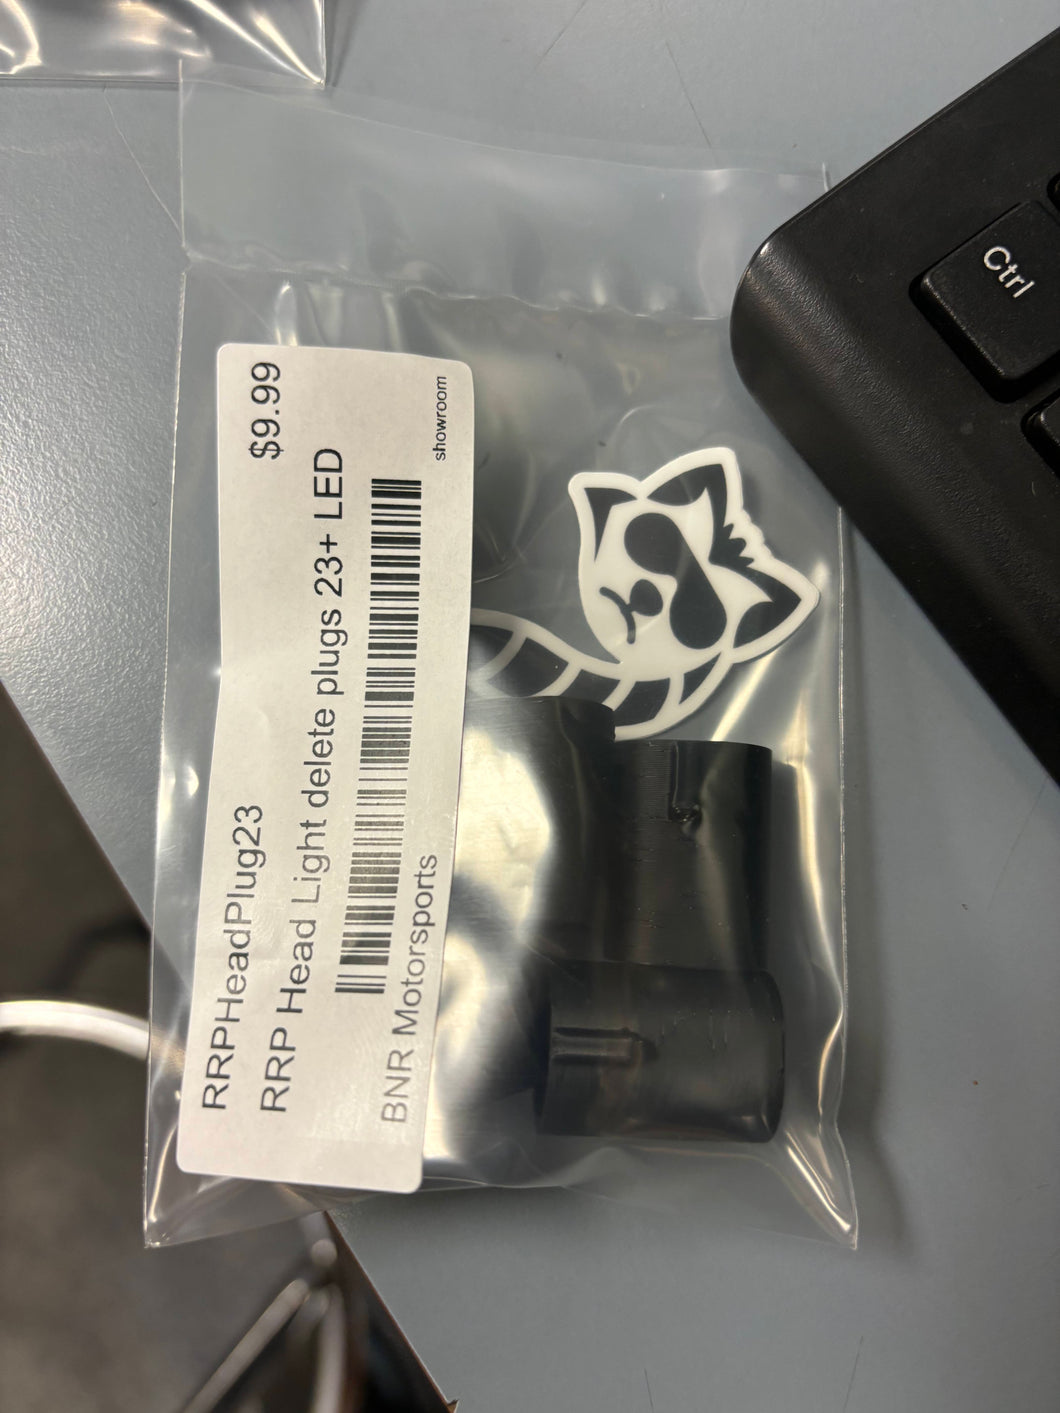 $9.99
RRPHeadPlug23
RRP Head Light delete plugs 23+ LED
BNR Motorsports
showroom
Ctrl